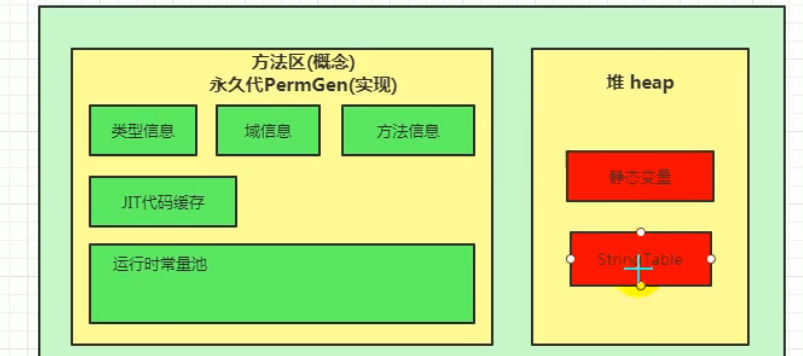 方法区(概念)
永久代PermGen(实现)
类型信息
域信息
方法信息
JIT代码缓存
运行时常量池
堆 heap
静态变量
StringTable